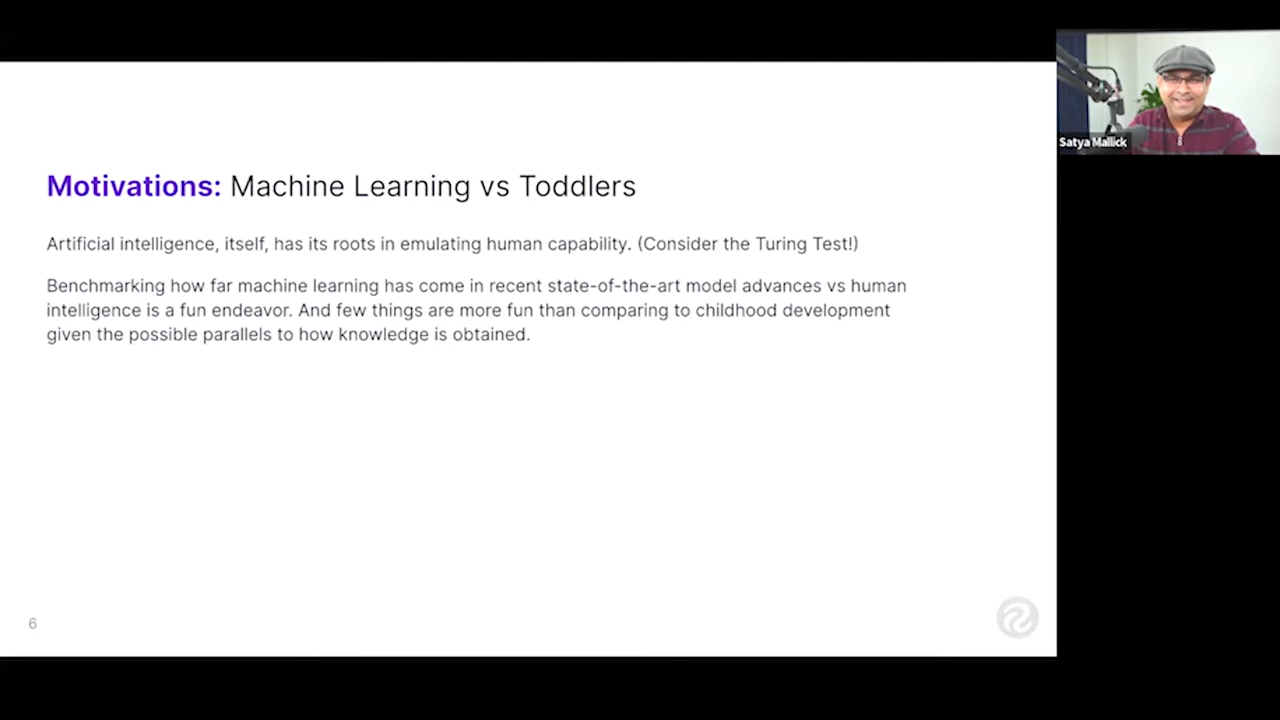 Motivations: Machine Learning vs Toddlers
Artificial intelligence, itself, has its roots in emulating human capability. (Consider the Turing Test!)
Benchmarking how far machine learning has come in recent state-of-the-art model advances vs human
intelligence is a fun endeavor. And few things are more fun than comparing to childhood development
given the possible parallels to how knowledge is obtained.
6
Satya Mallick